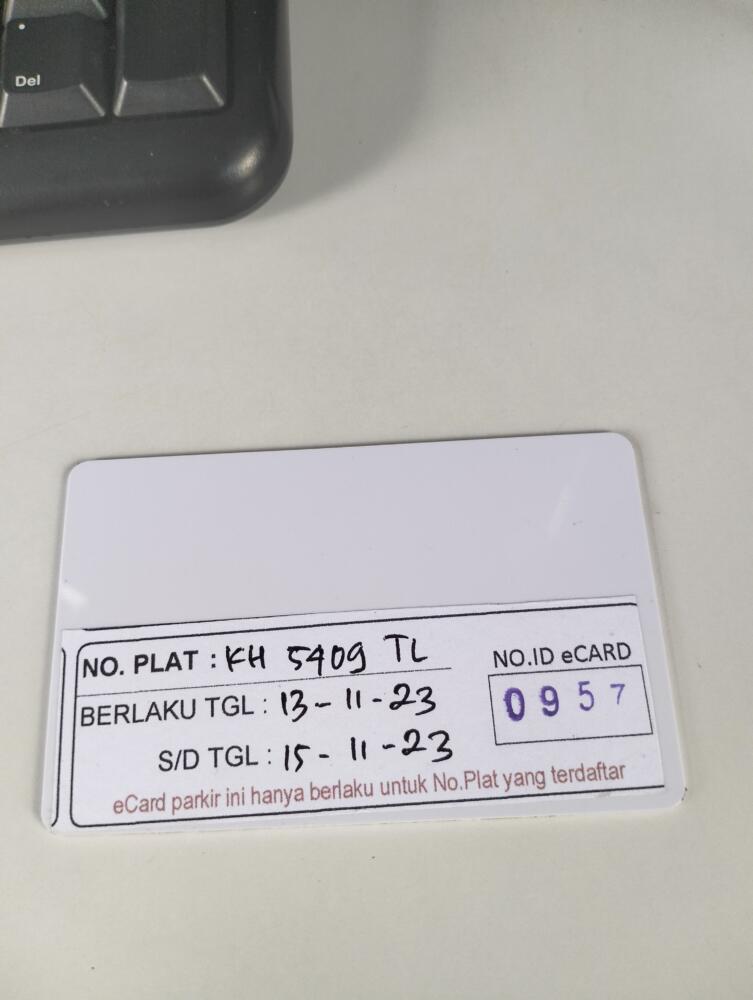 Del
NO. PLAT : KH 5409 TL
NO.ID eCARD
0957
BERLAKU TGL : 13-11-23
S/D TGL : 15-11-23
eCard parkir ini hanya berlaku untuk No.Plat yang terdaftar